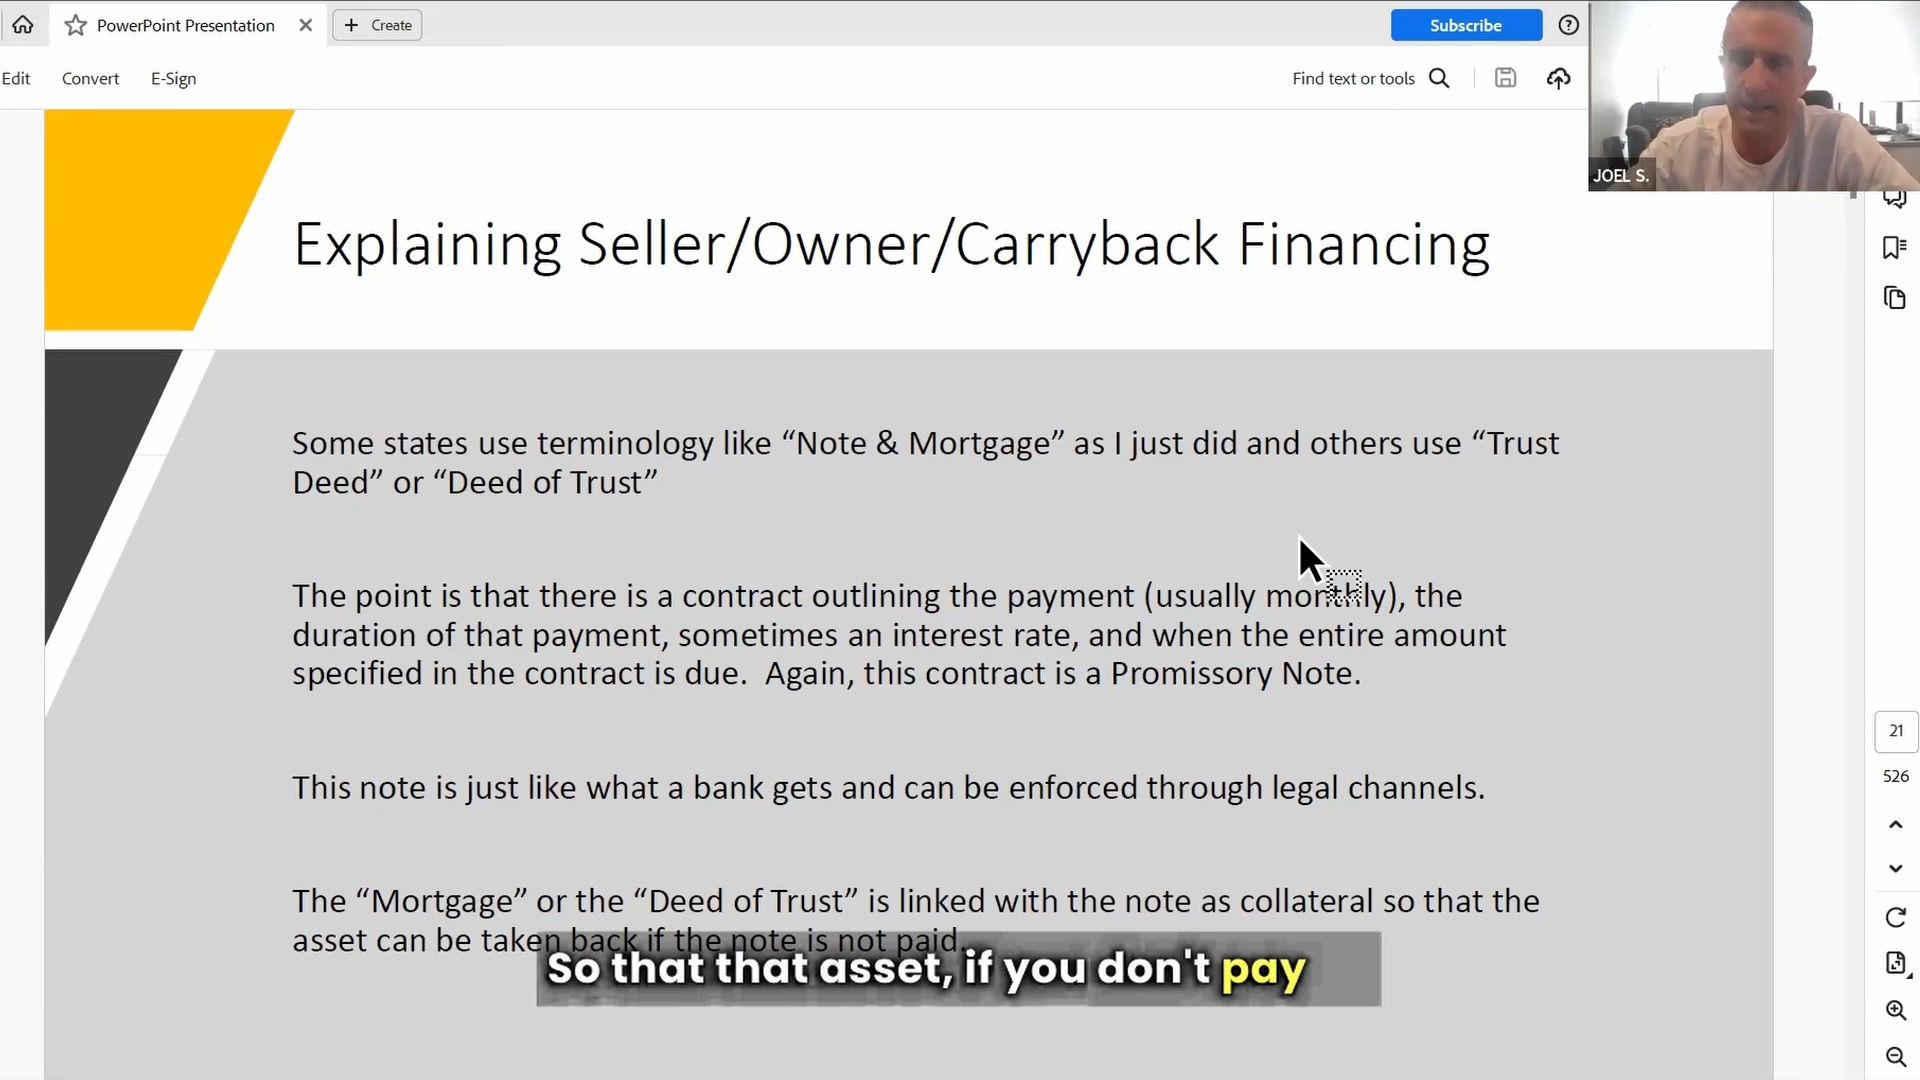 PowerPoint Presentation
Create
Subscribe
Edit
Convert
E-Sign
Find text or tools
JOEL S.
Explaining Seller/Owner/Carryback Financing
Some states use terminology like “Note & Mortgage” as I just did and others use “Trust
Deed” or “Deed of Trust”
The point is that there is a contract outlining the payment (usually monthly), the
duration of that payment, sometimes an interest rate, and when the entire amount
specified in the contract is due.  Again, this contract is a Promissory Note.
This note is just like what a bank gets and can be enforced through legal channels.
The “Mortgage” or the “Deed of Trust” is linked with the note as collateral so that the
asset can be taken back if the note is not paid.
So that that asset, if you don't pay
21
526